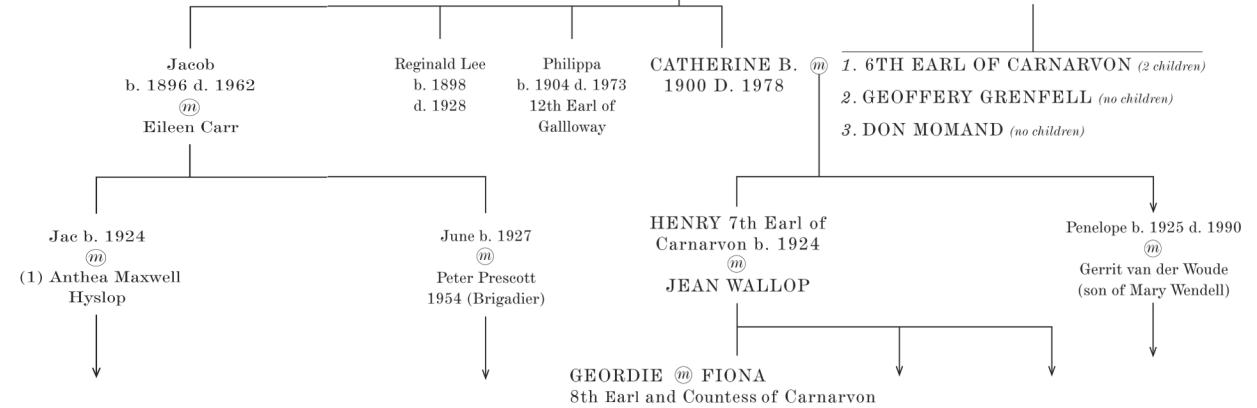 Jacob
b. 1896 d. 1962
m
Eileen Carr
Reginald Lee
b. 1898
d. 1928
Philippa
b. 1904 d. 1973
12th Earl of
Gallloway
CATHERINE B. m
1900 D. 1978
1. 6TH EARL OF CARNARVON (2 children)
2. GEOFFERY GRENFELL (no children)
3. DON MOMAND (no children)
Jac b. 1924
m
(1) Anthea Maxwell
Hyslop
June b. 1927
m
Peter Prescott
1954 (Brigadier)
HENRY 7th Earl of
Carnarvon b. 1924
m
JEAN WALLOP
Penelope b. 1925 d. 1990
m
Gerrit van der Woude
(son of Mary Wendell)
GEORDIE m FIONA
8th Earl and Countess of Carnarvon